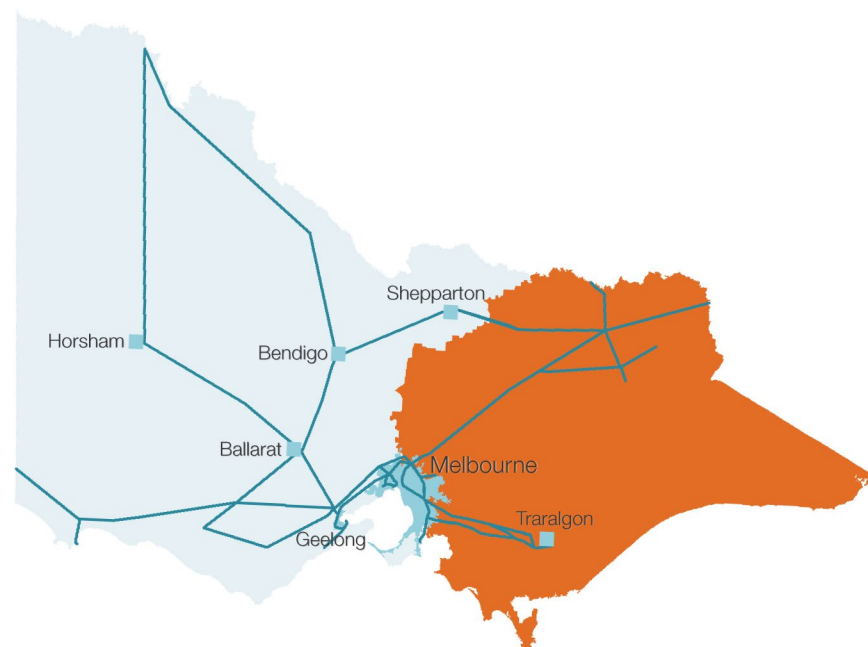 Shepparton
Horsham
Bendigo
Ballarat
Melbourne
Traralgon
Geelong